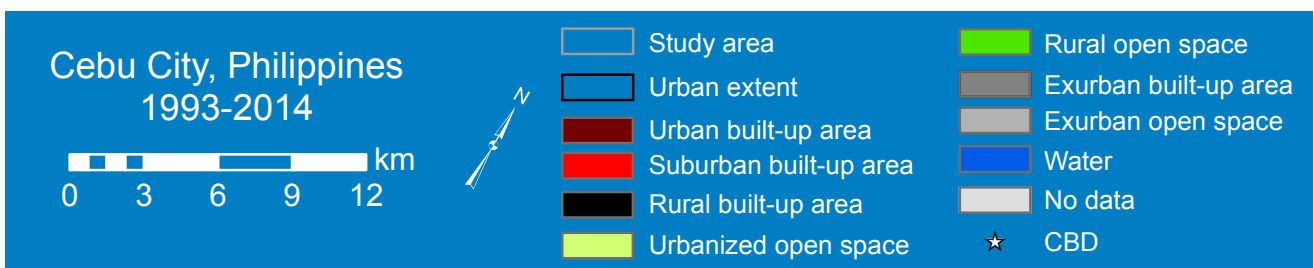 Cebu City, Philippines
1993-2014
km
0 3 6 9 12
N
Study area
Urban extent
Urban built-up area
Suburban built-up area
Rural built-up area
Urbanized open space
Rural open space
Exurban built-up area
Exurban open space
Water
No data
CBD